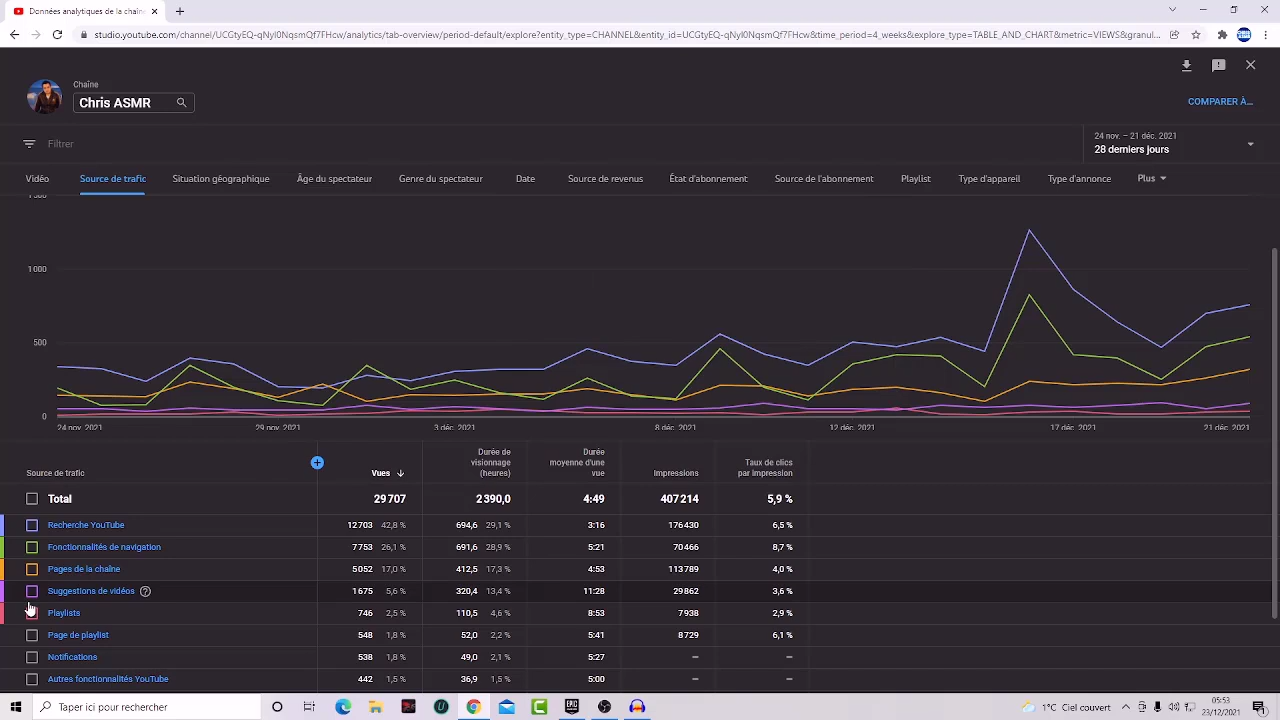 Données analytiques de la chaîne
studio.youtube.com/channel/UCGtyEQ-qNyI0NqsmQf7FHcw/analytics/tab-overview/period-default/explore?entity_type=CHANNEL&entity_id=UCGtyEQ-qNyI0NqsmQf7FHcw&time_period=4_weeks&explore_type=TABLE_AND_CHART&metric=VIEWS&granul...
Chaîne
Chris ASMR
COMPARER À...
Filtrer
24 nov. – 21 déc. 2021
28 derniers jours
Vidéo Source de trafic Situation géographique Âge du spectateur Genre du spectateur Date Source de revenus État d'abonnement Source de l'abonnement Playlist Type d'appareil Type d'annonce Plus
1 500
1 000
500
0
24 nov. 2021 29 nov. 2021 3 déc. 2021 8 déc. 2021 12 déc. 2021 17 déc. 2021 21 déc. 2021
Source de trafic Vues Durée de visionnage (heures) Durée moyenne d'une vue Impressions Taux de clics par impression
Total 29 707 2 390,0 4:49 407 214 5,9 %
Recherche YouTube 12 703 42,8 % 694,6 29,1 % 3:16 176 430 6,5 %
Fonctionnalités de navigation 7 753 26,1 % 691,6 28,9 % 5:21 70 466 8,7 %
Pages de la chaîne 5 052 17,0 % 412,5 17,3 % 4:53 113 789 4,0 %
Suggestions de vidéos 1 675 5,6 % 320,4 13,4 % 11:28 29 862 3,6 %
Playlists 746 2,5 % 110,5 4,6 % 8:53 7 938 2,9 %
Page de playlist 548 1,8 % 52,0 2,2 % 5:41 8 729 6,1 %
Notifications 538 1,8 % 49,0 2,1 % 5:27 – –
Autres fonctionnalités YouTube 442 1,5 % 36,9 1,5 % 5:00 – –
Taper ici pour rechercher
1°C Ciel couvert
05:53
23/12/2021